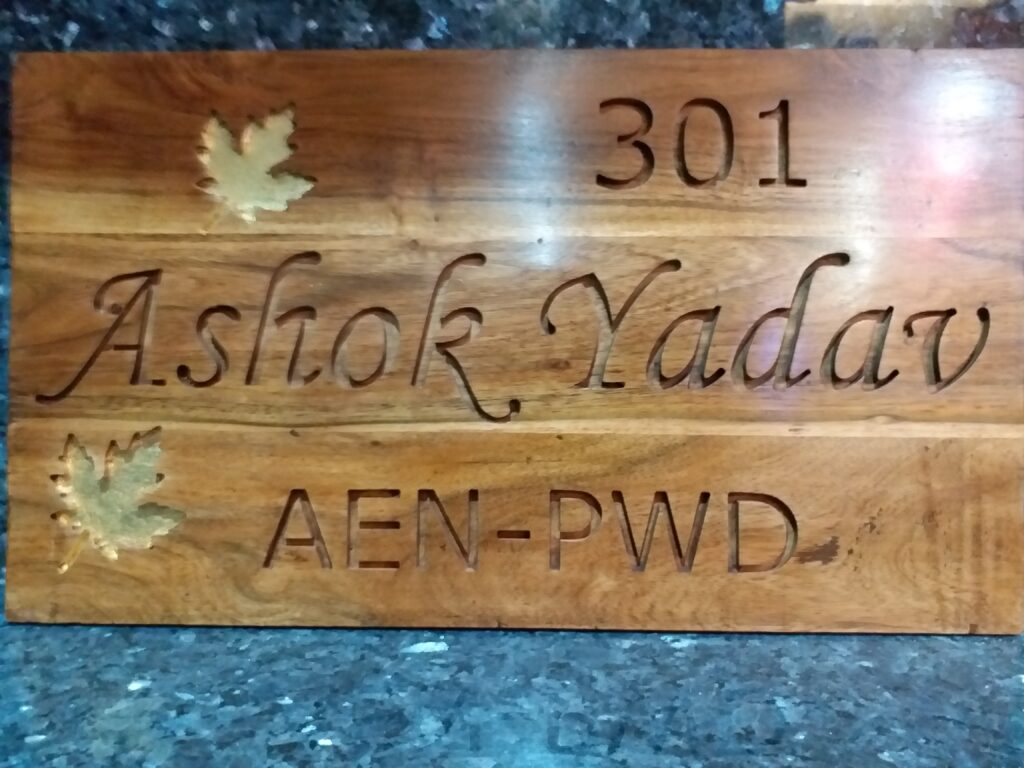 301
Ashok Yadav
AEN-PWD